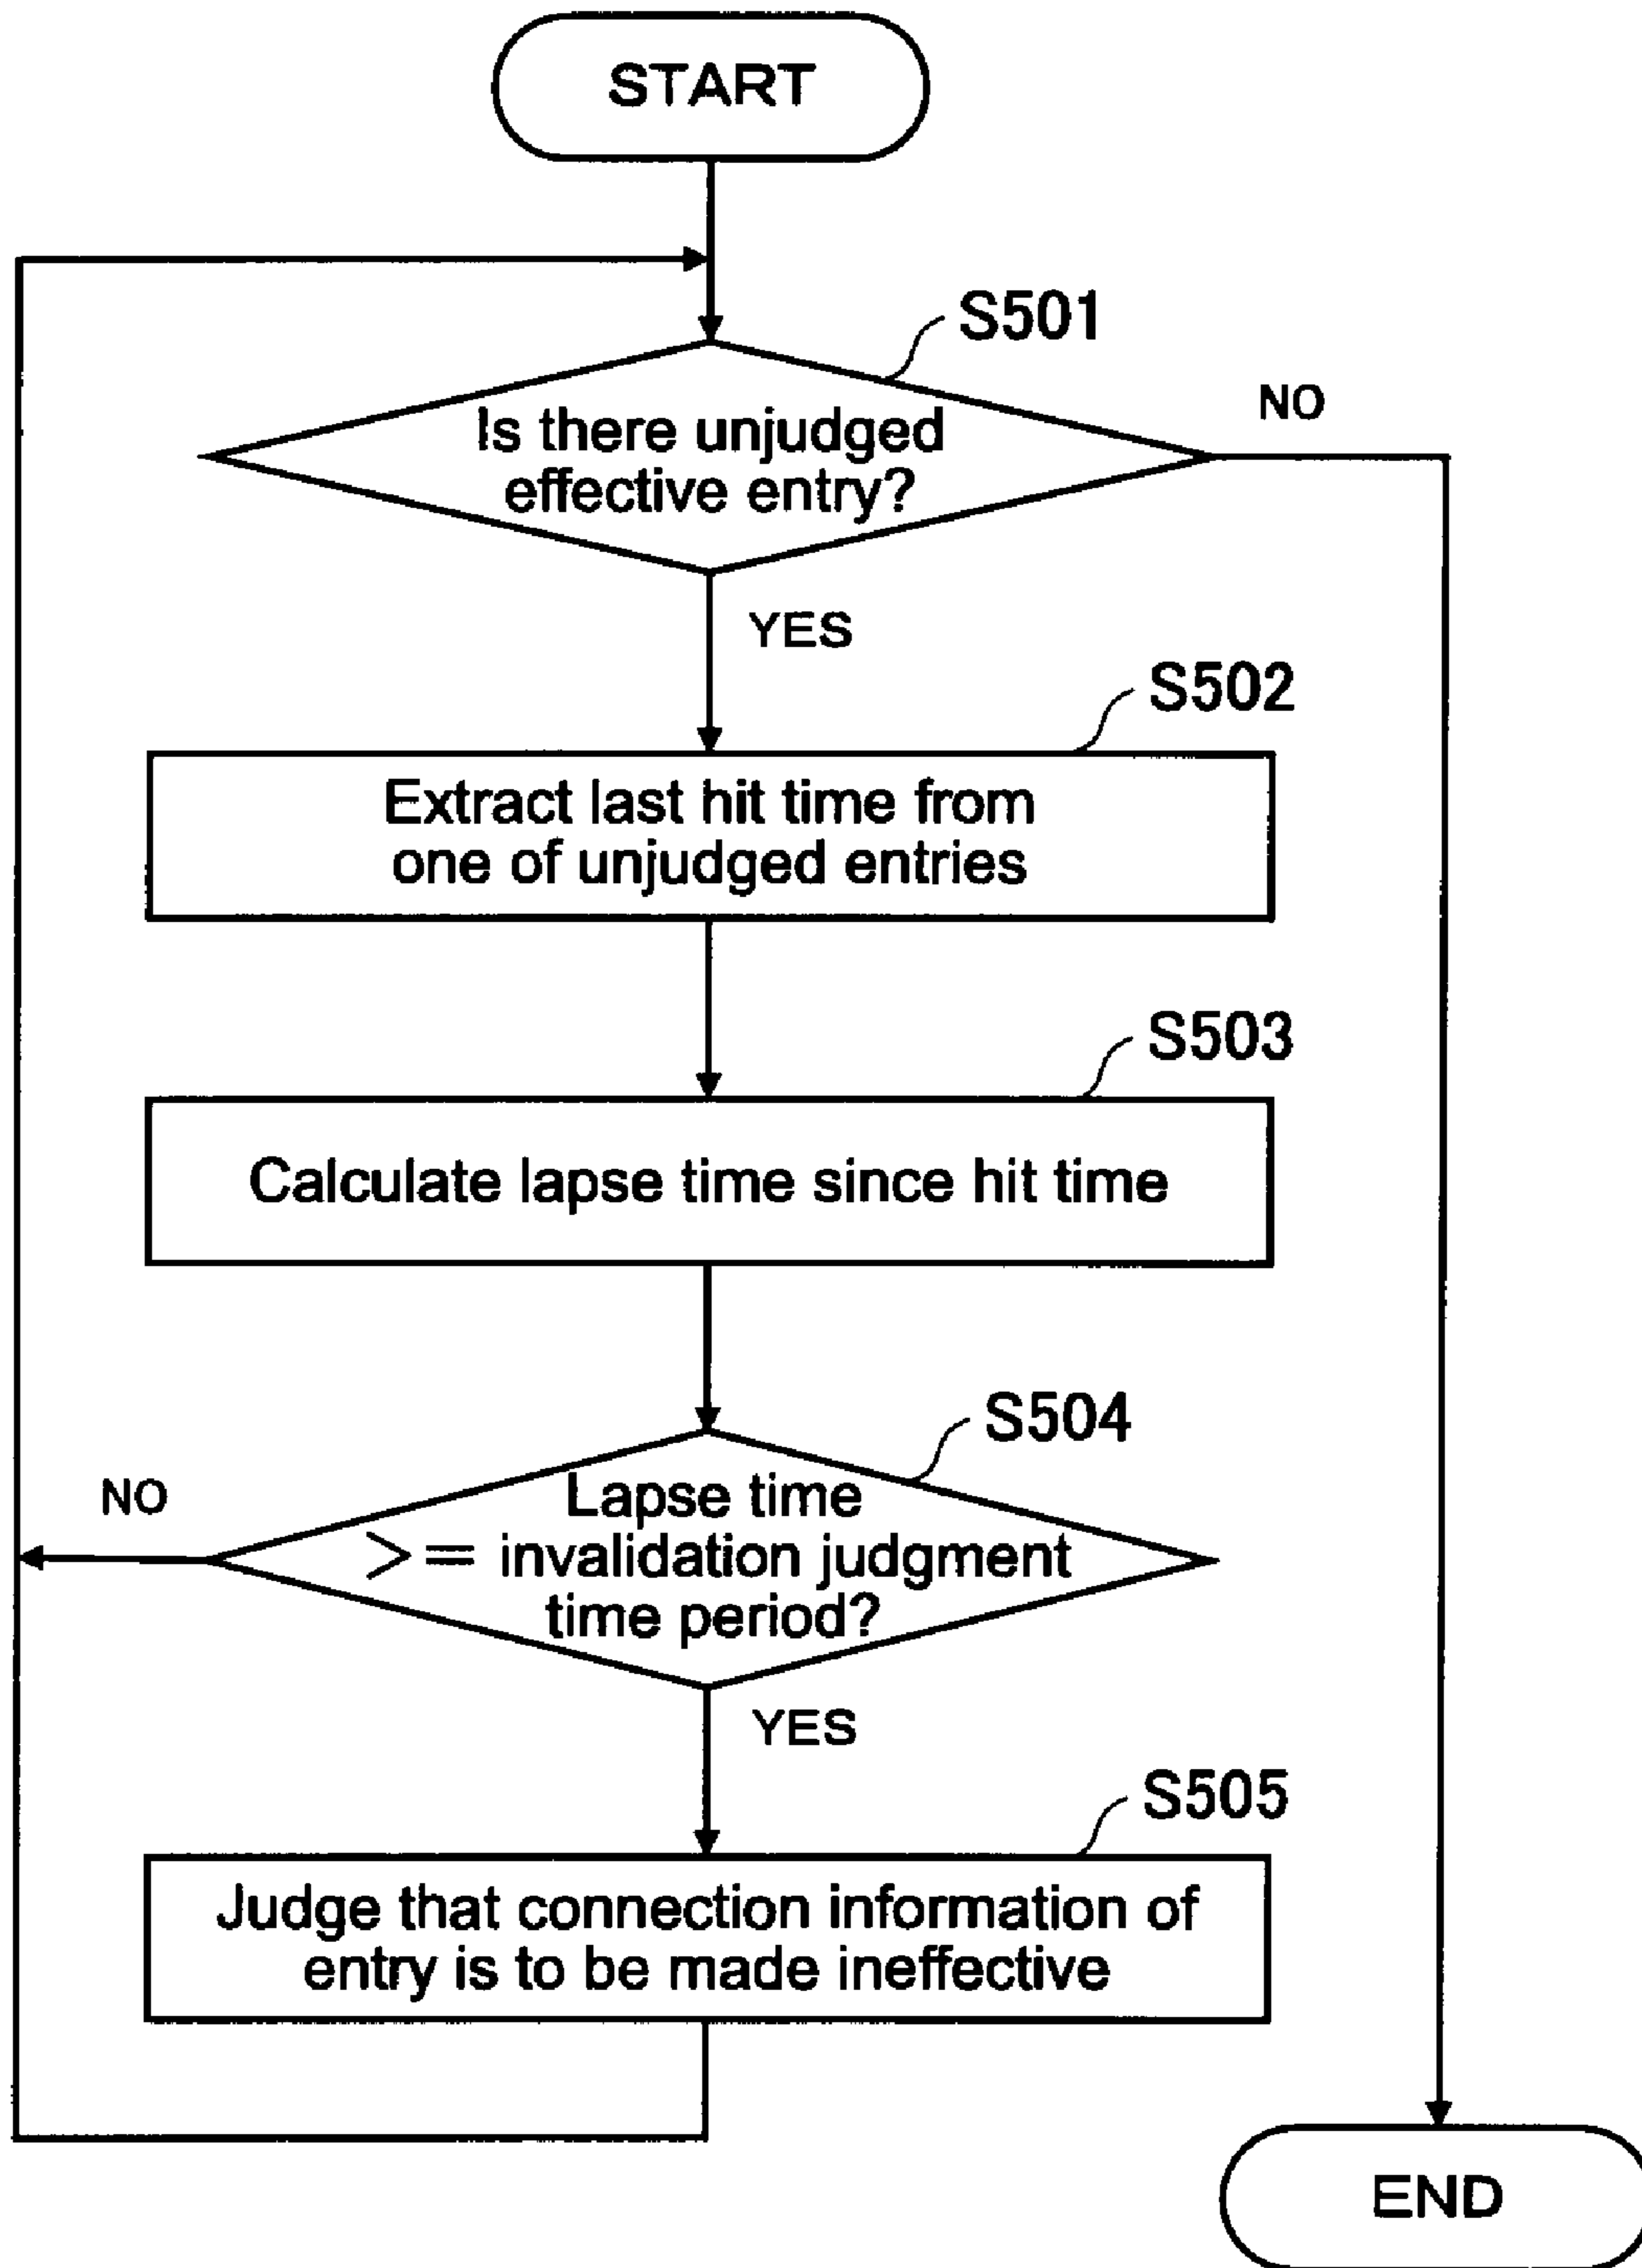 START
S501
NO
Is there unjudged
effective entry?
YES
S502
Extract last hit time from
one of unjudged entries
S503
Calculate lapse time since hit time
S504
NO
Lapse time
>= invalidation judgment
time period?
YES
S505
Judge that connection information of
entry is to be made ineffective
END